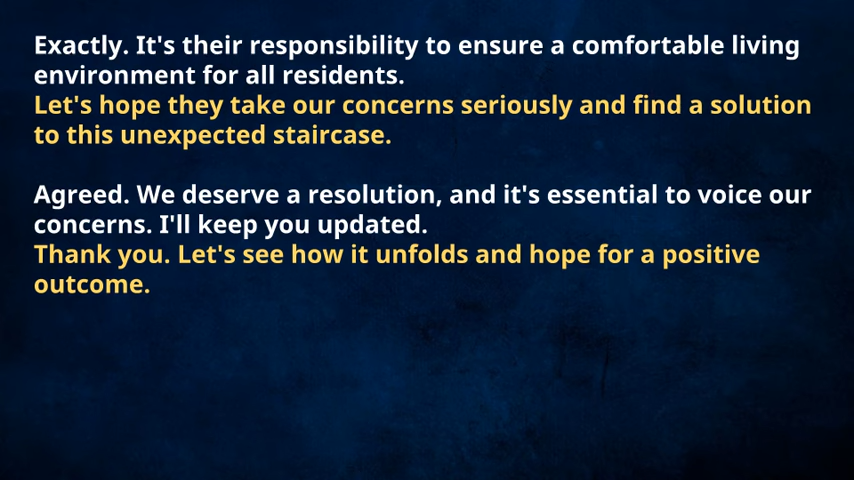 Exactly. It's their responsibility to ensure a comfortable living
environment for all residents.
Let's hope they take our concerns seriously and find a solution
to this unexpected staircase.
Agreed. We deserve a resolution, and it's essential to voice our
concerns. I'll keep you updated.
Thank you. Let's see how it unfolds and hope for a positive
outcome.